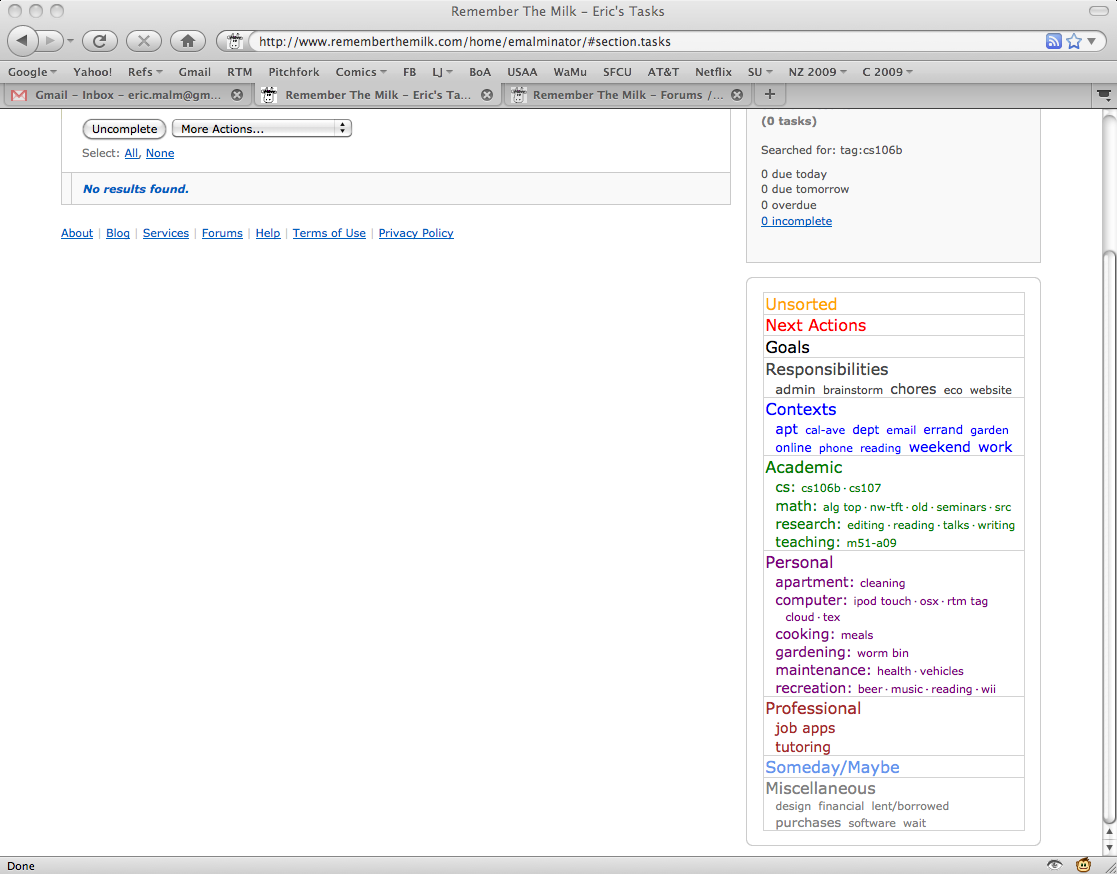 Remember The Milk – Eric's Tasks
http://www.rememberthemilk.com/home/emalminator/#section.tasks
Google Yahoo! Refs Gmail RTM Pitchfork Comics FB LJ BoA USAA WaMu SFCU AT&T Netflix SU NZ 2009 C 2009
Gmail – Inbox – eric.malm@gm... Remember The Milk – Eric's Ta... Remember The Milk – Forums /...
Uncomplete More Actions...
Select: All, None
No results found.
About | Blog | Services | Forums | Help | Terms of Use | Privacy Policy
(0 tasks)
Searched for: tag:cs106b
0 due today
0 due tomorrow
0 overdue
0 incomplete
Unsorted
Next Actions
Goals
Responsibilities
admin brainstorm chores eco website
Contexts
apt cal-ave dept email errand garden
online phone reading weekend work
Academic
cs: cs106b · cs107
math: alg top · nw-tft · old · seminars · src
research: editing · reading · talks · writing
teaching: m51-a09
Personal
apartment: cleaning
computer: ipod touch · osx · rtm tag
cloud · tex
cooking: meals
gardening: worm bin
maintenance: health · vehicles
recreation: beer · music · reading · wii
Professional
job apps
tutoring
Someday/Maybe
Miscellaneous
design financial lent/borrowed
purchases software wait
Done